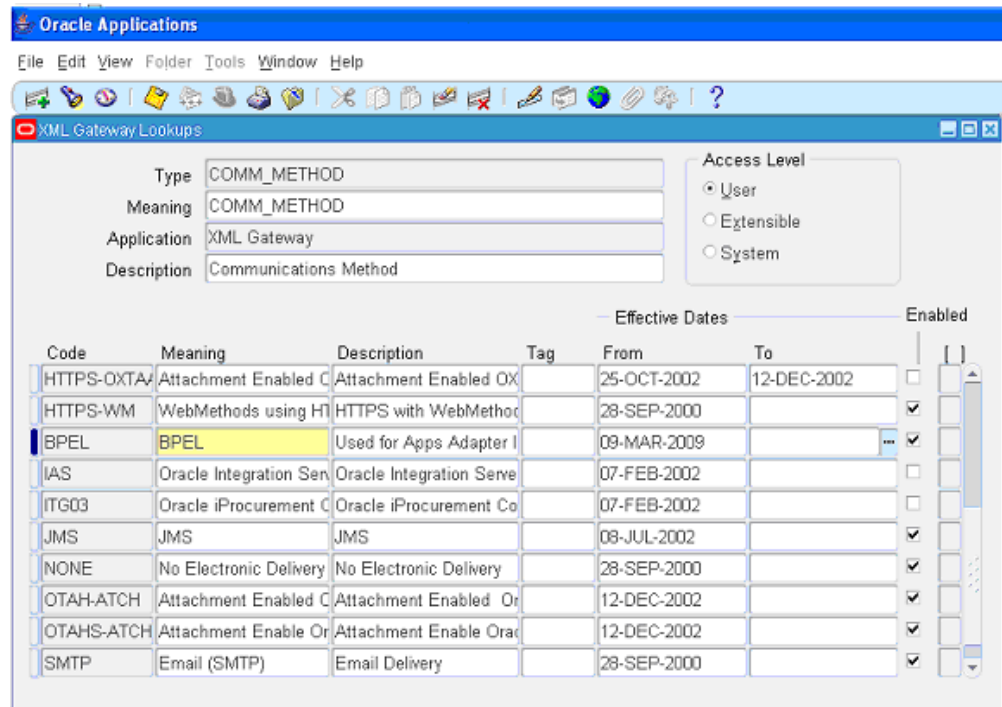 Oracle Applications
File Edit View Folder Tools Window Help
XML Gateway Lookups
Type COMM_METHOD
Meaning COMM_METHOD
Application XML Gateway
Description Communications Method
Access Level
User
Extensible
System
Effective Dates Enabled
Code Meaning Description Tag From To [ ]
HTTPS-OXTA Attachment Enabled O Attachment Enabled OX 25-OCT-2002 12-DEC-2002
HTTPS-WM WebMethods using HT HTTPS with WebMethod 28-SEP-2000
BPEL BPEL Used for Apps Adapter I 09-MAR-2009 ...
IAS Oracle Integration Serv Oracle Integration Serve 07-FEB-2002
ITG03 Oracle iProcurement C Oracle iProcurement Co 07-FEB-2002
JMS JMS JMS 08-JUL-2002
NONE No Electronic Delivery No Electronic Delivery 28-SEP-2000
OTAH-ATCH Attachment Enabled O Attachment Enabled Or 12-DEC-2002
OTAHS-ATCH Attachment Enable Or Attachment Enable Orac 12-DEC-2002
SMTP Email (SMTP) Email Delivery 28-SEP-2000